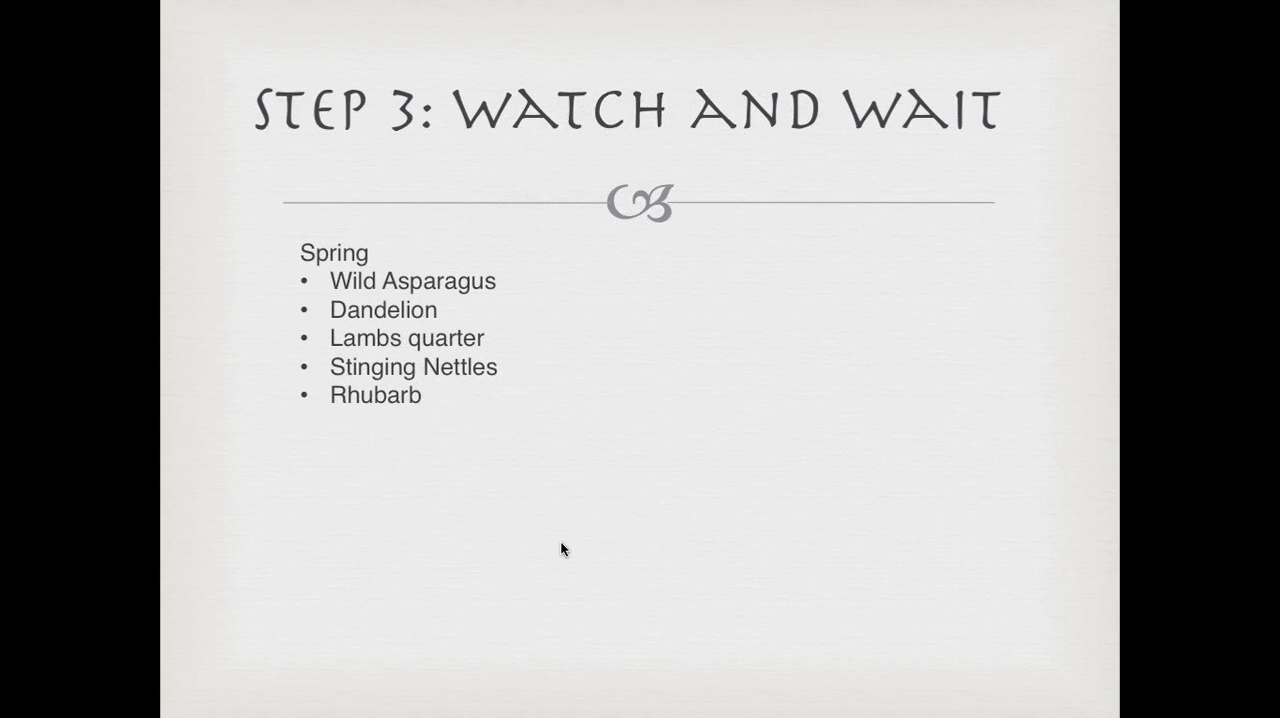 STEP 3: WATCH AND WAIT
Spring
• Wild Asparagus
• Dandelion
• Lambs quarter
• Stinging Nettles
• Rhubarb